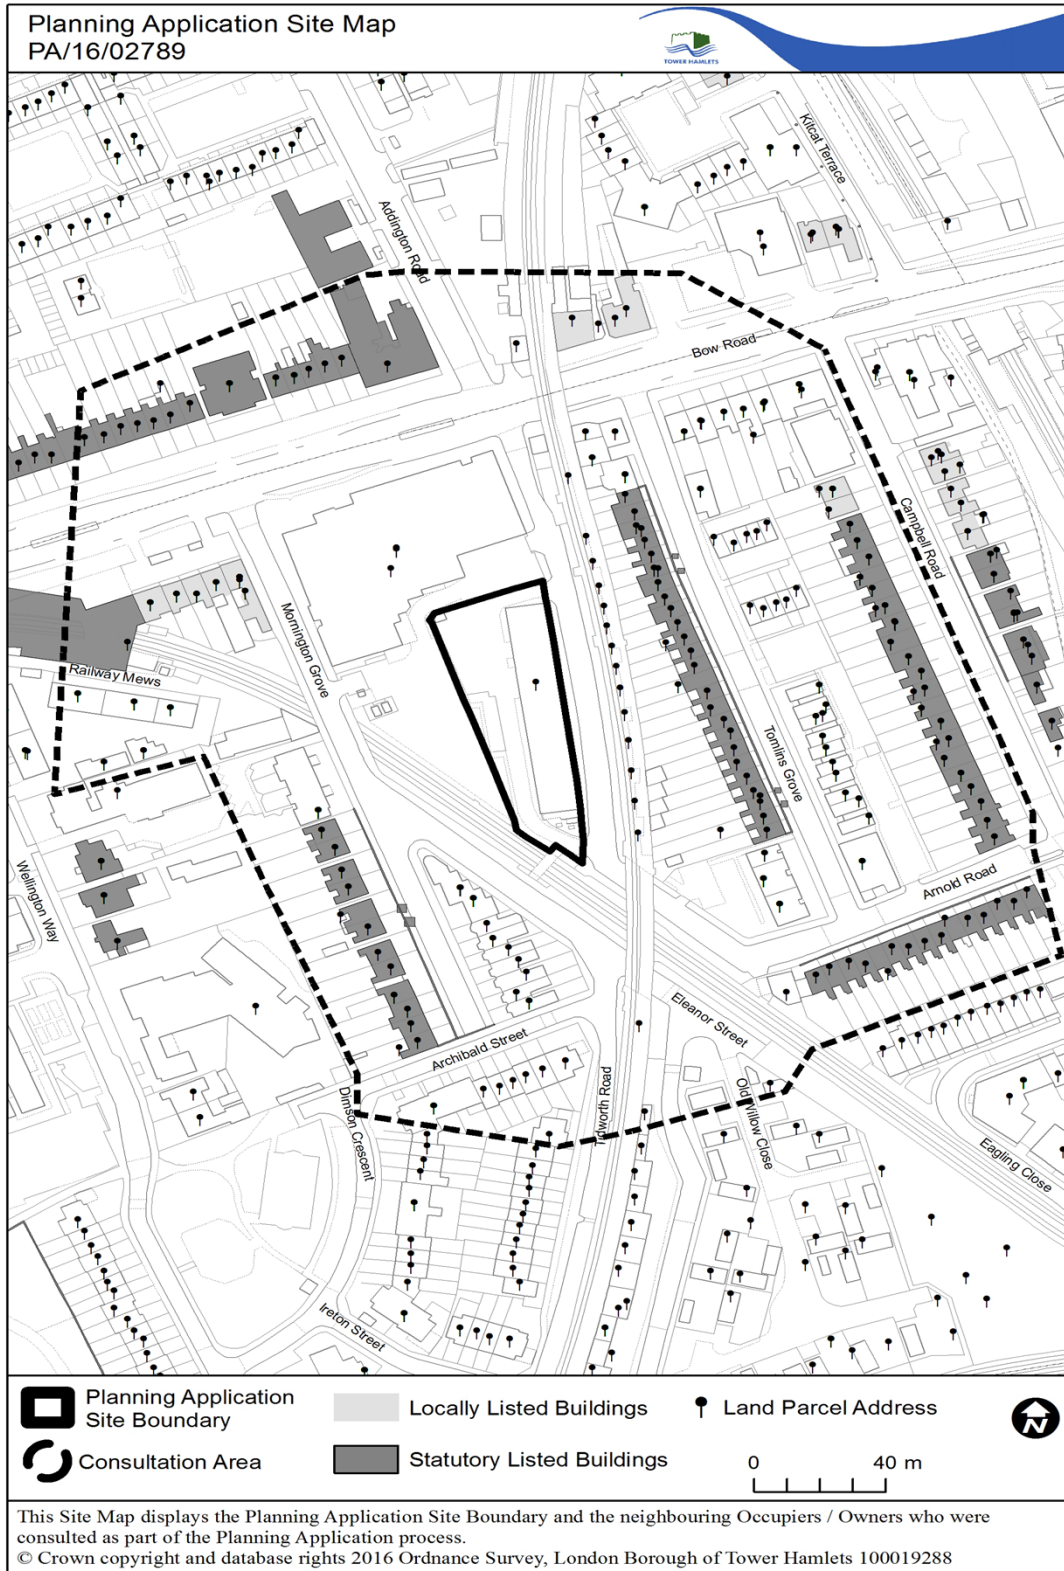 Planning Application Site Map
PA/16/02789
TOWER HAMLETS
Kitcat Terrace
Addington Road
Bow Road
Campbell Road
Mornington Grove
Railway Mews
Tomlins Grove
Wellington Way
Arnold Road
Eleanor Street
Archibald Street
Tidworth Road
Old Willow Close
Dimson Crescent
Eagling Close
Ireton Street
Planning Application
Site Boundary
Locally Listed Buildings
Land Parcel Address
N
Consultation Area
Statutory Listed Buildings
0 40 m
This Site Map displays the Planning Application Site Boundary and the neighbouring Occupiers / Owners who were
consulted as part of the Planning Application process.
© Crown copyright and database rights 2016 Ordnance Survey, London Borough of Tower Hamlets 100019288